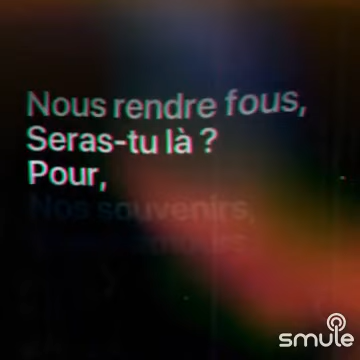 Nous rendre fous,
Seras-tu là ?
Pour,
Nos souvenirs,
smule